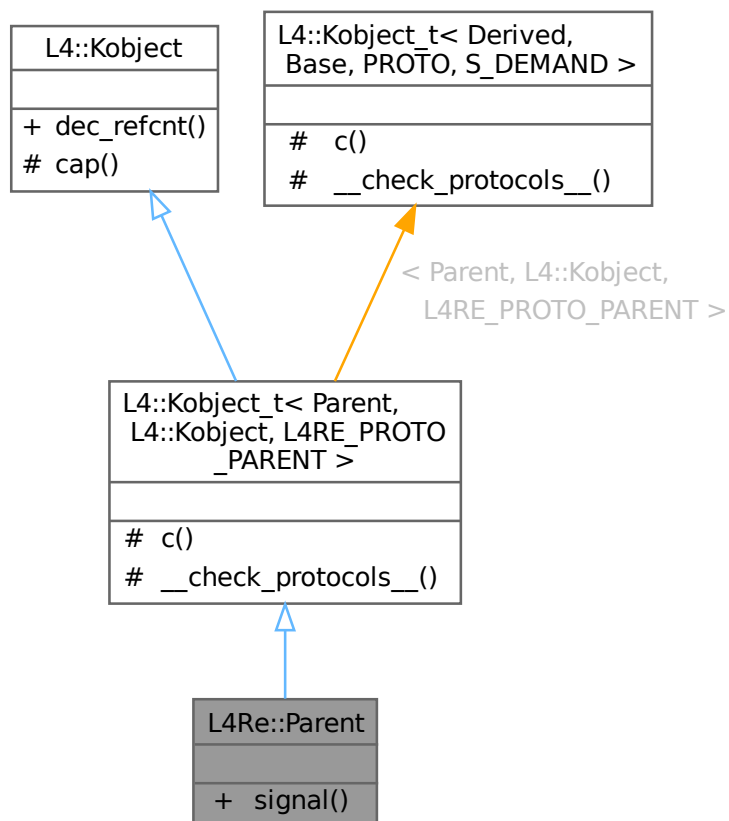 L4::Kobject
+ dec_refcnt()
# cap()
L4::Kobject_t< Derived,
Base, PROTO, S_DEMAND >
# c()
# __check_protocols__()
< Parent, L4::Kobject,
L4RE_PROTO_PARENT >
L4::Kobject_t< Parent,
L4::Kobject, L4RE_PROTO
_PARENT >
# c()
# __check_protocols__()
L4Re::Parent
+ signal()